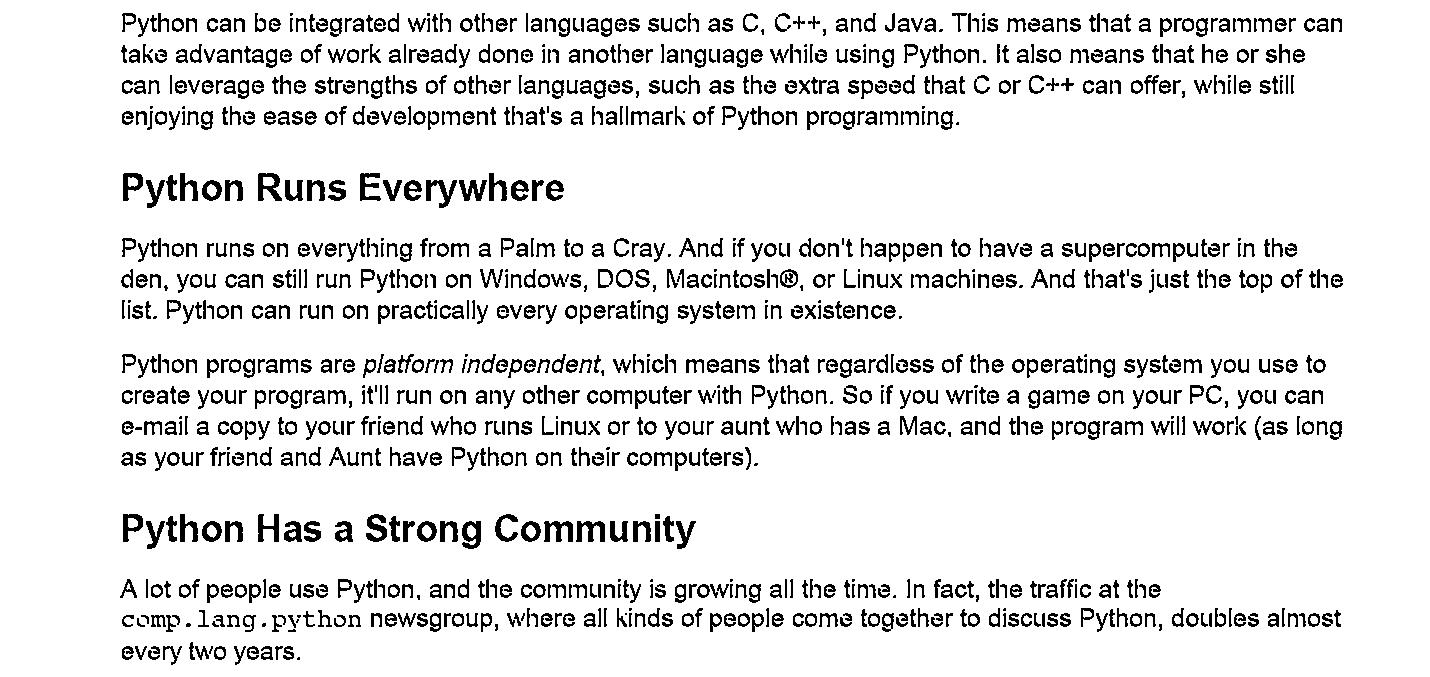 Python can be integrated with other languages such as C, C++, and Java. This means that a programmer can
take advantage of work already done in another language while using Python. It also means that he or she
can leverage the strengths of other languages, such as the extra speed that C or C++ can offer, while still
enjoying the ease of development that's a hallmark of Python programming.
Python Runs Everywhere
Python runs on everything from a Palm to a Cray. And if you don't happen to have a supercomputer in the
den, you can still run Python on Windows, DOS, Macintosh®, or Linux machines. And that's just the top of the
list. Python can run on practically every operating system in existence.
Python programs are platform independent, which means that regardless of the operating system you use to
create your program, it'll run on any other computer with Python. So if you write a game on your PC, you can
e-mail a copy to your friend who runs Linux or to your aunt who has a Mac, and the program will work (as long
as your friend and Aunt have Python on their computers).
Python Has a Strong Community
A lot of people use Python, and the community is growing all the time. In fact, the traffic at the
comp.lang.python newsgroup, where all kinds of people come together to discuss Python, doubles almost
every two years.